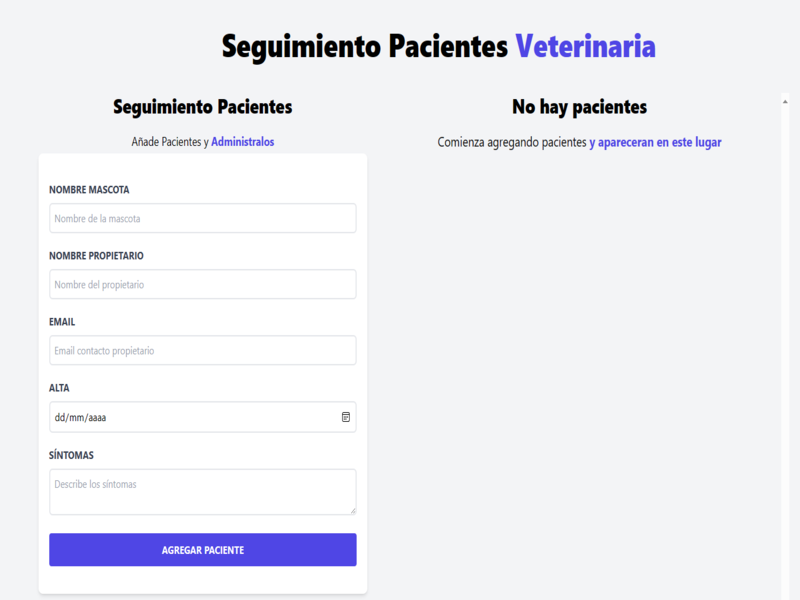 Seguimiento Pacientes Veterinaria
Seguimiento Pacientes
Añade Pacientes y Administralos
NOMBRE MASCOTA
Nombre de la mascota
NOMBRE PROPIETARIO
Nombre del propietario
EMAIL
Email contacto propietario
ALTA
dd/mm/aaaa
SÍNTOMAS
Describe los síntomas
AGREGAR PACIENTE
No hay pacientes
Comienza agregando pacientes y apareceran en este lugar